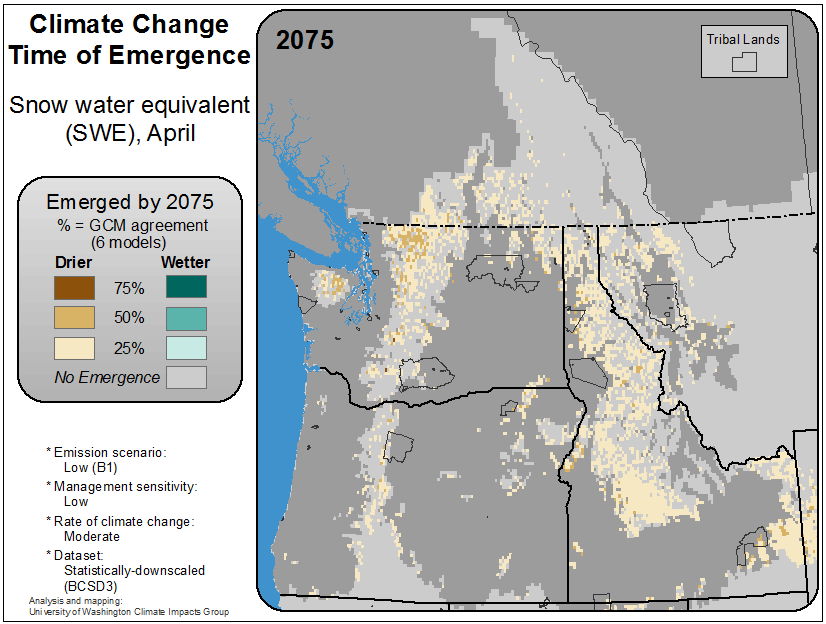 Climate Change
Time of Emergence
Snow water equivalent
(SWE), April
Emerged by 2075
% = GCM agreement
(6 models)
Drier
Wetter
75%
50%
25%
No Emergence
* Emission scenario:
Low (B1)
* Management sensitivity:
Low
* Rate of climate change:
Moderate
* Dataset:
Statistically-downscaled
(BCSD3)
Analysis and mapping:
University of Washington Climate Impacts Group
2075
Tribal Lands